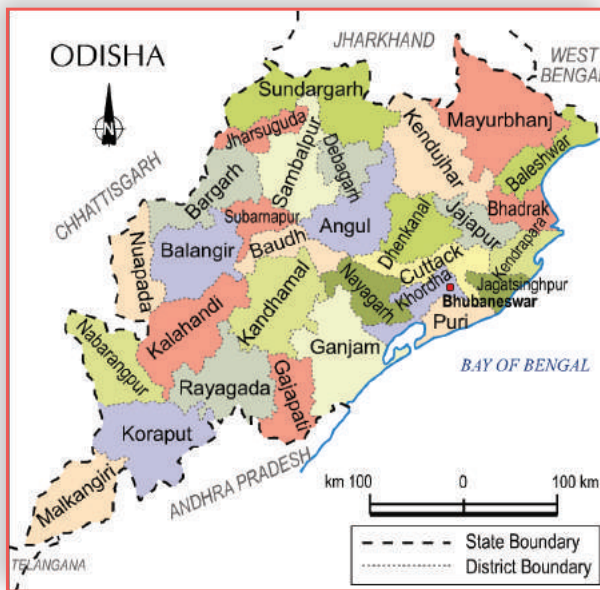 ODISHA
N
JHARKHAND
WEST
BENGAL
CHHATTISGARH
Sundargarh
Jharsuguda
Sambalpur
Debagarh
Kendujhar
Mayurbhanj
Baleshwar
Bargarh
Subarnapur
Angul
Dhenkanal
Jajapur
Bhadrak
Kendrapara
Nuapada
Balangir
Baudh
Cuttack
Jagatsinghpur
Nayagarh
Khordha
Bhubaneswar
Puri
Kalahandi
Kandhamal
Ganjam
BAY OF BENGAL
Nabarangpur
Rayagada
Gajapati
Koraput
ANDHRA PRADESH
Malkangiri
TELANGANA
km 100
0
100 km
State Boundary
District Boundary